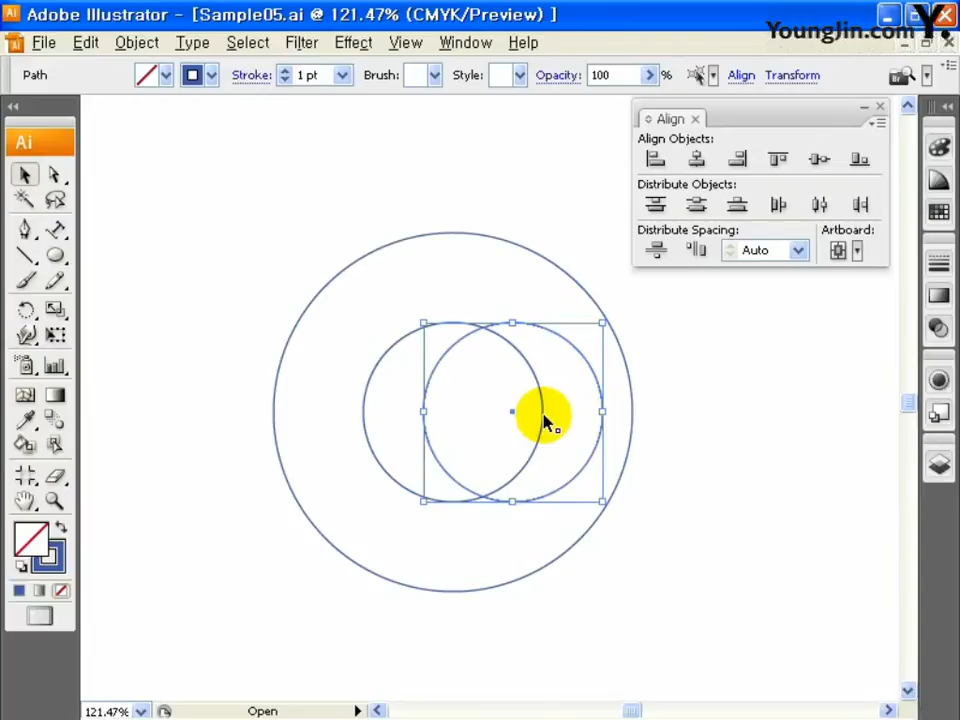 Ai Adobe Illustrator - [Sample05.ai @ 121.47% (CMYK/Preview) ]
YoungJin.com Y.
Ai File Edit Object Type Select Filter Effect View Window Help
Path Stroke: 1 pt Brush: Style: Opacity: 100 % Align Transform
Ai
Align
Align Objects:
Distribute Objects:
Distribute Spacing: Artboard:
Auto
121.47% Open